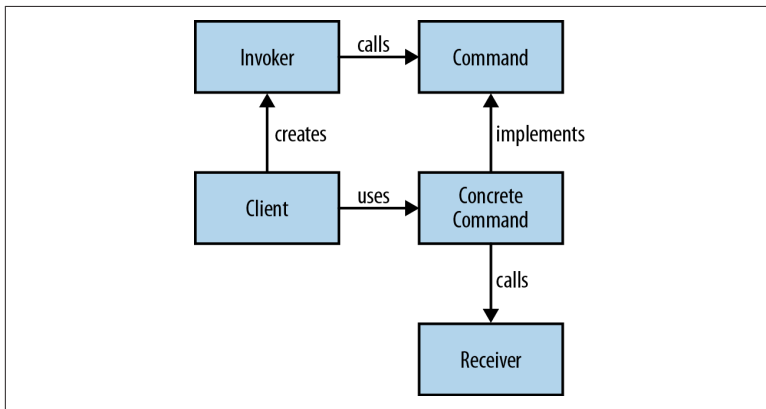 Invoker
calls
Command
creates
implements
Client
uses
Concrete
Command
calls
Receiver